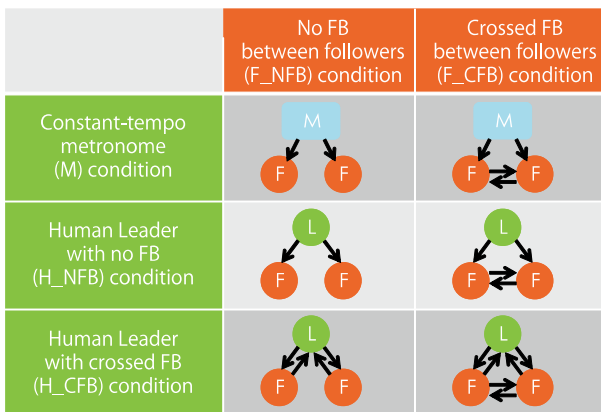 No FB
between followers
(F_NFB) condition
Crossed FB
between followers
(F_CFB) condition
Constant-tempo
metronome
(M) condition
M
F F
M
F F
Human Leader
with no FB
(H_NFB) condition
L
F F
L
F F
Human Leader
with crossed FB
(H_CFB) condition
L
F F
L
F F